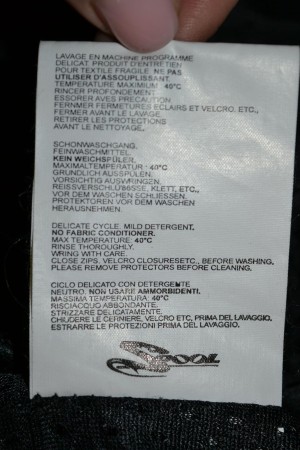 LAVAGE EN MACHINE PROGRAMME
DELICAT PRODUIT D'ENTRETIEN
POUR TEXTILE FRAGILE NE PAS
UTILISER D'ASSOUPLISSANT.
TEMPERATURE MAXIMUM : 40°C
RINCER PROFONDEMENT.
ESSORER AVES PRECAUTION
FERMER FERMETURES ECLAIRS ET VELCRO, ETC.,
FERMER AVANT LE LAVAGE.
RETIRER LES PROTECTIONS
AVANT LE NETTOYAGE.
SCHONWASCHGANG.
FEINWASCHMITTEL.
KEIN WEICHSPÜLER.
MAXIMALTEMPERATUR : 40°C
GRUNDLICH AUSSPULEN.
VORSICHTIG AUSWRINGEN.
KLETT, ETC.,
VOR DEM WASCHEN SCHLIESSEN.
PROTEKTOREN VOR DEM WASCHEN
HERAUSNEHMEN.
DELICATE CYCLE. MILD DETERGENT.
NO FABRIC CONDITIONER.
MAX TEMPERATURE: 40°C
RINSE THOROUGHLY.
WRING WITH CARE.
CLOSE ZIPS, VELCRO CLOSURESETC., BEFORE WASHING.
PLEASE REMOVE PROTECTORS BEFORE CLEANING.
CICLO DELICATO CON DETERGENTE
NEUTRO. NON USARE AMMORBIDENTI.
MASSIMA TEMPERATURA: 40°C
RISCIACQUO ABBONDANTE.
STRIZZARE DELICATAMENTE.
CHIUDERE LE CERNIERE, VELCRO ETC, PRIMA DEL LAVAGGIO.
ESTRARRE LE PROTEZIONI PRIMA DEL LAVAGGIO.
SPOOL